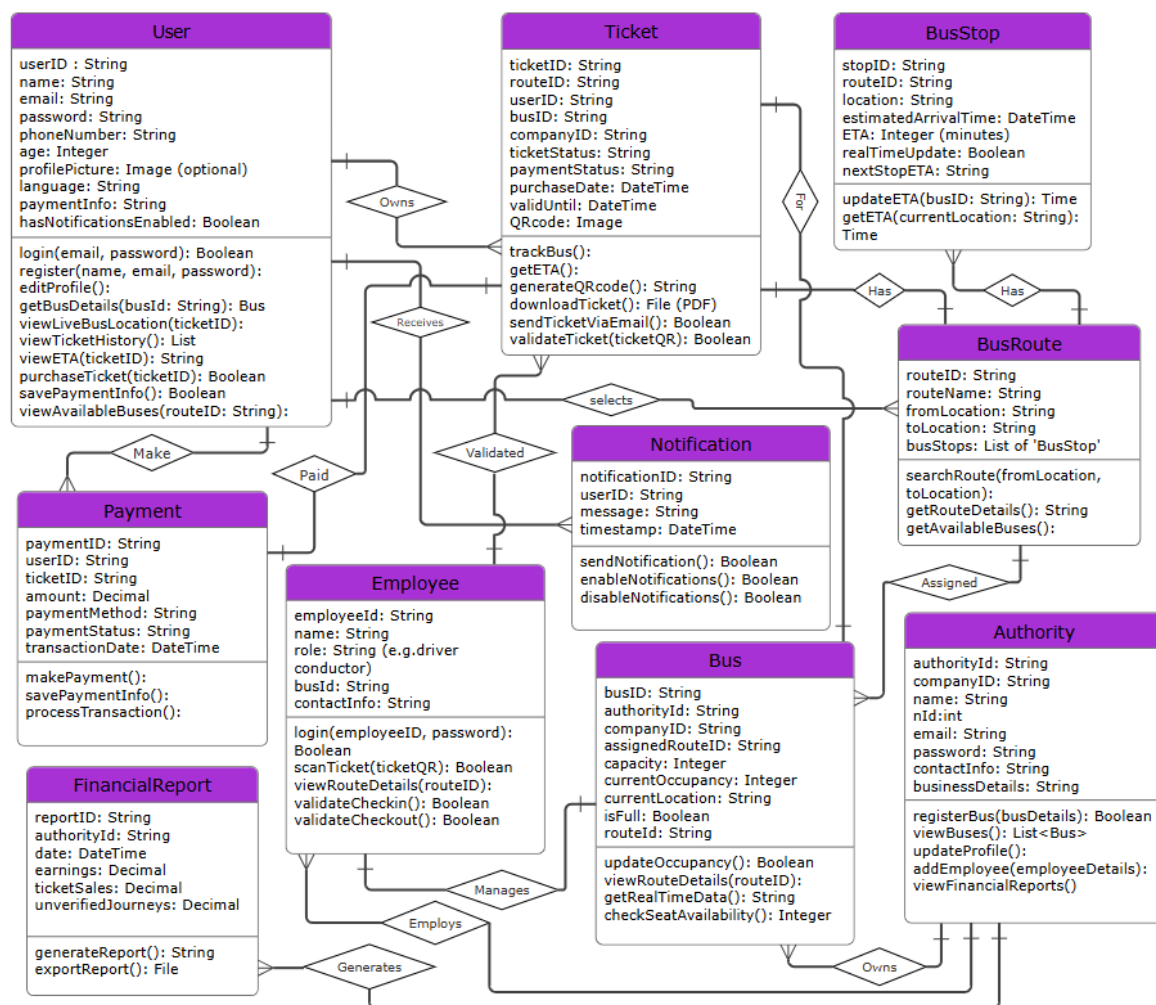 User
userID : String
name: String
email: String
password: String
phoneNumber: String
age: Integer
profilePicture: Image (optional)
language: String
paymentInfo: String
hasNotificationsEnabled: Boolean
login(email, password): Boolean
register(name, email, password):
editProfile():
getBusDetails(busId: String): Bus
viewLiveBusLocation(ticketID):
viewTicketHistory(): List
viewETA(ticketID): String
purchaseTicket(ticketID): Boolean
savePaymentInfo(): Boolean
viewAvailableBuses(routeID: String):
Owns
Receives
Ticket
ticketID: String
routeID: String
userID: String
busID: String
companyID: String
ticketStatus: String
paymentStatus: String
purchaseDate: DateTime
validUntil: DateTime
QRcode: Image
trackBus():
getETA():
generateQRcode(): String
downloadTicket(): File (PDF)
sendTicketViaEmail(): Boolean
validateTicket(ticketQR): Boolean
For
BusStop
stopID: String
routeID: String
location: String
estimatedArrivalTime: DateTime
ETA: Integer (minutes)
realTimeUpdate: Boolean
nextStopETA: String
updateETA(busID: String): Time
getETA(currentLocation: String):
Time
Has
Has
BusRoute
routeID: String
routeName: String
fromLocation: String
toLocation: String
busStops: List of 'BusStop'
searchRoute(fromLocation,
toLocation):
getRouteDetails(): String
getAvailableBuses():
selects
Make
Paid
Validated
Notification
notificationID: String
userID: String
message: String
timestamp: DateTime
sendNotification(): Boolean
enableNotifications(): Boolean
disableNotifications(): Boolean
Assigned
Payment
paymentID: String
userID: String
ticketID: String
amount: Decimal
paymentMethod: String
paymentStatus: String
transactionDate: DateTime
makePayment():
savePaymentInfo():
processTransaction():
Employee
employeeId: String
name: String
role: String (e.g.driver
conductor)
busId: String
contactInfo: String
login(employeeID, password):
Boolean
scanTicket(ticketQR): Boolean
viewRouteDetails(routeID):
validateCheckin(): Boolean
validateCheckout(): Boolean
Bus
busID: String
authorityId: String
companyID: String
assignedRouteID: String
capacity: Integer
currentOccupancy: Integer
currentLocation: String
isFull: Boolean
routeId: String
updateOccupancy(): Boolean
viewRouteDetails(routeID):
getRealTimeData(): String
checkSeatAvailability(): Integer
Authority
authorityId: String
companyID: String
name: String
nId:int
email: String
password: String
contactInfo: String
businessDetails: String
registerBus(busDetails): Boolean
viewBuses(): List<Bus>
updateProfile():
addEmployee(employeeDetails):
viewFinancialReports()
FinancialReport
reportID: String
authorityId: String
date: DateTime
earnings: Decimal
ticketSales: Decimal
unverifiedJourneys: Decimal
generateReport(): String
exportReport(): File
Manages
Employs
Generates
Owns